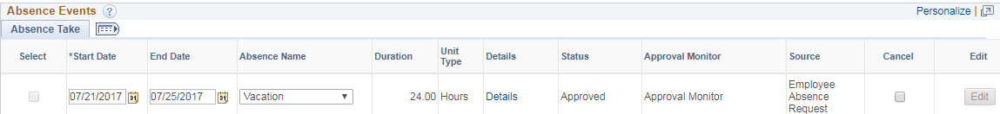 Absence Events ?
Personalize |
Absence Take
Select *Start Date End Date Absence Name Duration Unit Type Details Status Approval Monitor Source Cancel Edit
07/21/2017 31 07/25/2017 31 Vacation 24.00 Hours Details Approved Approval Monitor Employee Absence Request Edit